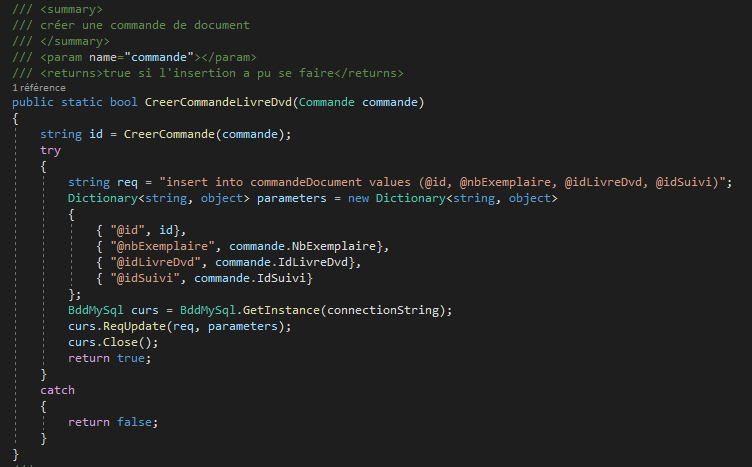 /// <summary>
/// créer une commande de document
/// </summary>
/// <param name="commande"></param>
/// <returns>true si l'insertion a pu se faire</returns>
1 référence
public static bool CreerCommandeLivreDvd(Commande commande)
{
string id = CreerCommande(commande);
try
{
string req = "insert into commandeDocument values (@id, @nbExemplaire, @idLivreDvd, @idSuivi)";
Dictionary<string, object> parameters = new Dictionary<string, object>
{
{ "@id", id},
{ "@nbExemplaire", commande.NbExemplaire},
{ "@idLivreDvd", commande.IdLivreDvd},
{ "@idSuivi", commande.IdSuivi}
};
BddMySql curs = BddMySql.GetInstance(connectionString);
curs.ReqUpdate(req, parameters);
curs.Close();
return true;
}
catch
{
return false;
}
}